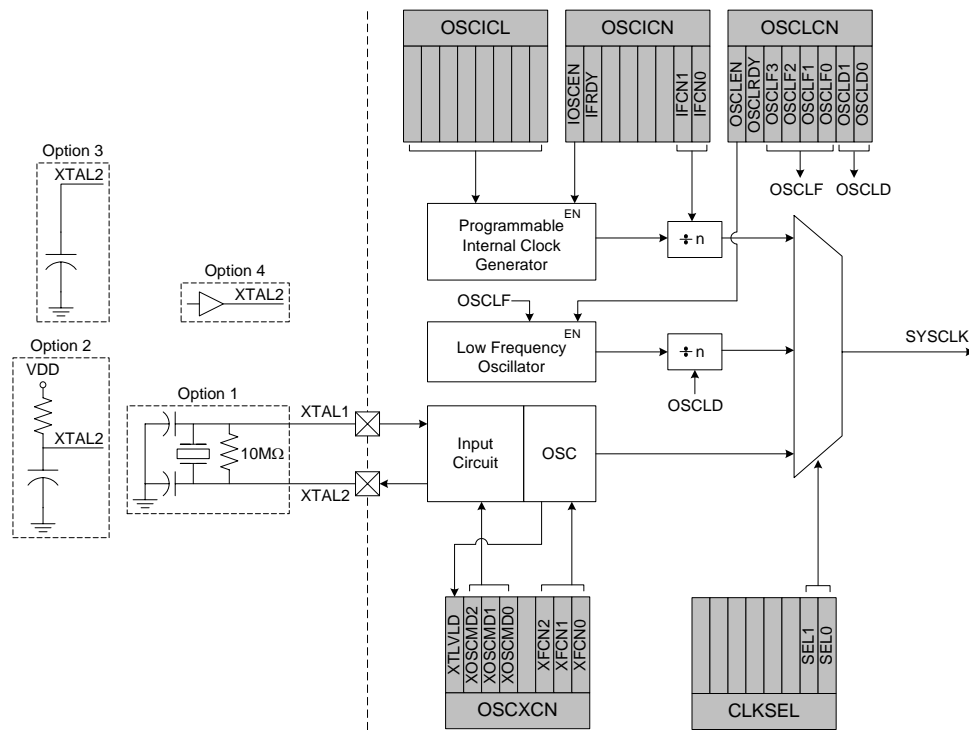 OSCICL
OSCICN
IOSCEN
IFRDY
IFCN1
IFCN0
OSCLCN
OSCLEN
OSCLRDY
OSCLF3
OSCLF2
OSCLF1
OSCLF0
OSCLD1
OSCLD0
OSCLF
OSCLD
Option 3
XTAL2
Option 4
XTAL2
Option 2
VDD
XTAL2
Option 1
10MΩ
XTAL1
XTAL2
EN
Programmable
Internal Clock
Generator
÷ n
OSCLF
EN
Low Frequency
Oscillator
÷ n
OSCLD
Input
Circuit
OSC
SYSCLK
XTLVLD
XOSCMD2
XOSCMD1
XOSCMD0
XFCN2
XFCN1
XFCN0
OSCXCN
SEL1
SEL0
CLKSEL